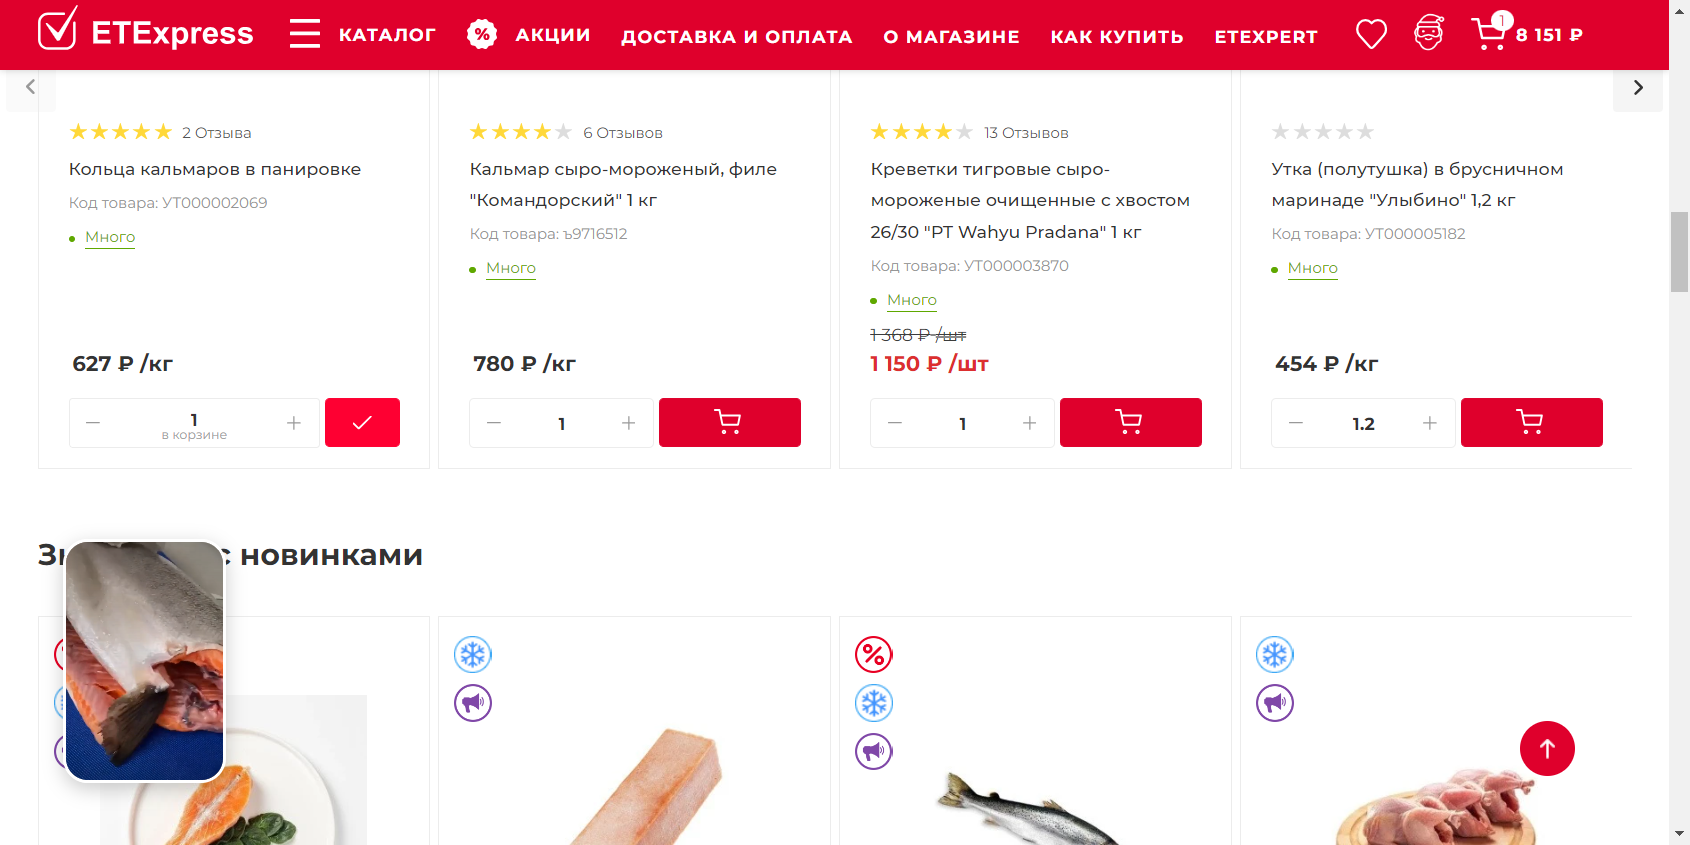 ETExpress
КАТАЛОГ
%
АКЦИИ
ДОСТАВКА И ОПЛАТА
О МАГАЗИНЕ
КАК КУПИТЬ
ETEXPERT
1
8 151 ₽
2 Отзыва
Кольца кальмаров в панировке
Код товара: УТ000002069
Много
627 ₽ /кг
1
в корзине
6 Отзывов
Кальмар сыро-мороженый, филе
"Командорский" 1 кг
Код товара: ъ9716512
Много
780 ₽ /кг
1
13 Отзывов
Креветки тигровые сыро-
мороженые очищенные с хвостом
26/30 "PT Wahyu Pradana" 1 кг
Код товара: УТ000003870
Много
1 368 ₽ /шт
1 150 ₽ /шт
1
Утка (полутушка) в брусничном
маринаде "Улыбино" 1,2 кг
Код товара: УТ000005182
Много
454 ₽ /кг
1.2
с новинками
%